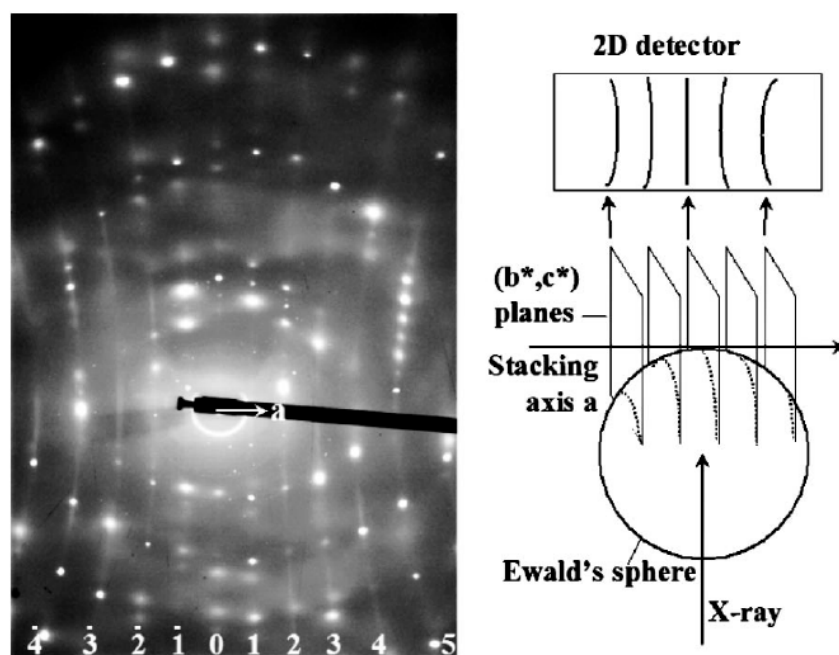 a
4̄ 3̄ 2̄ 1̄ 0 1 2 3 4 5
2D detector
(b*,c*)
planes
Stacking
axis a
Ewald's sphere
X-ray